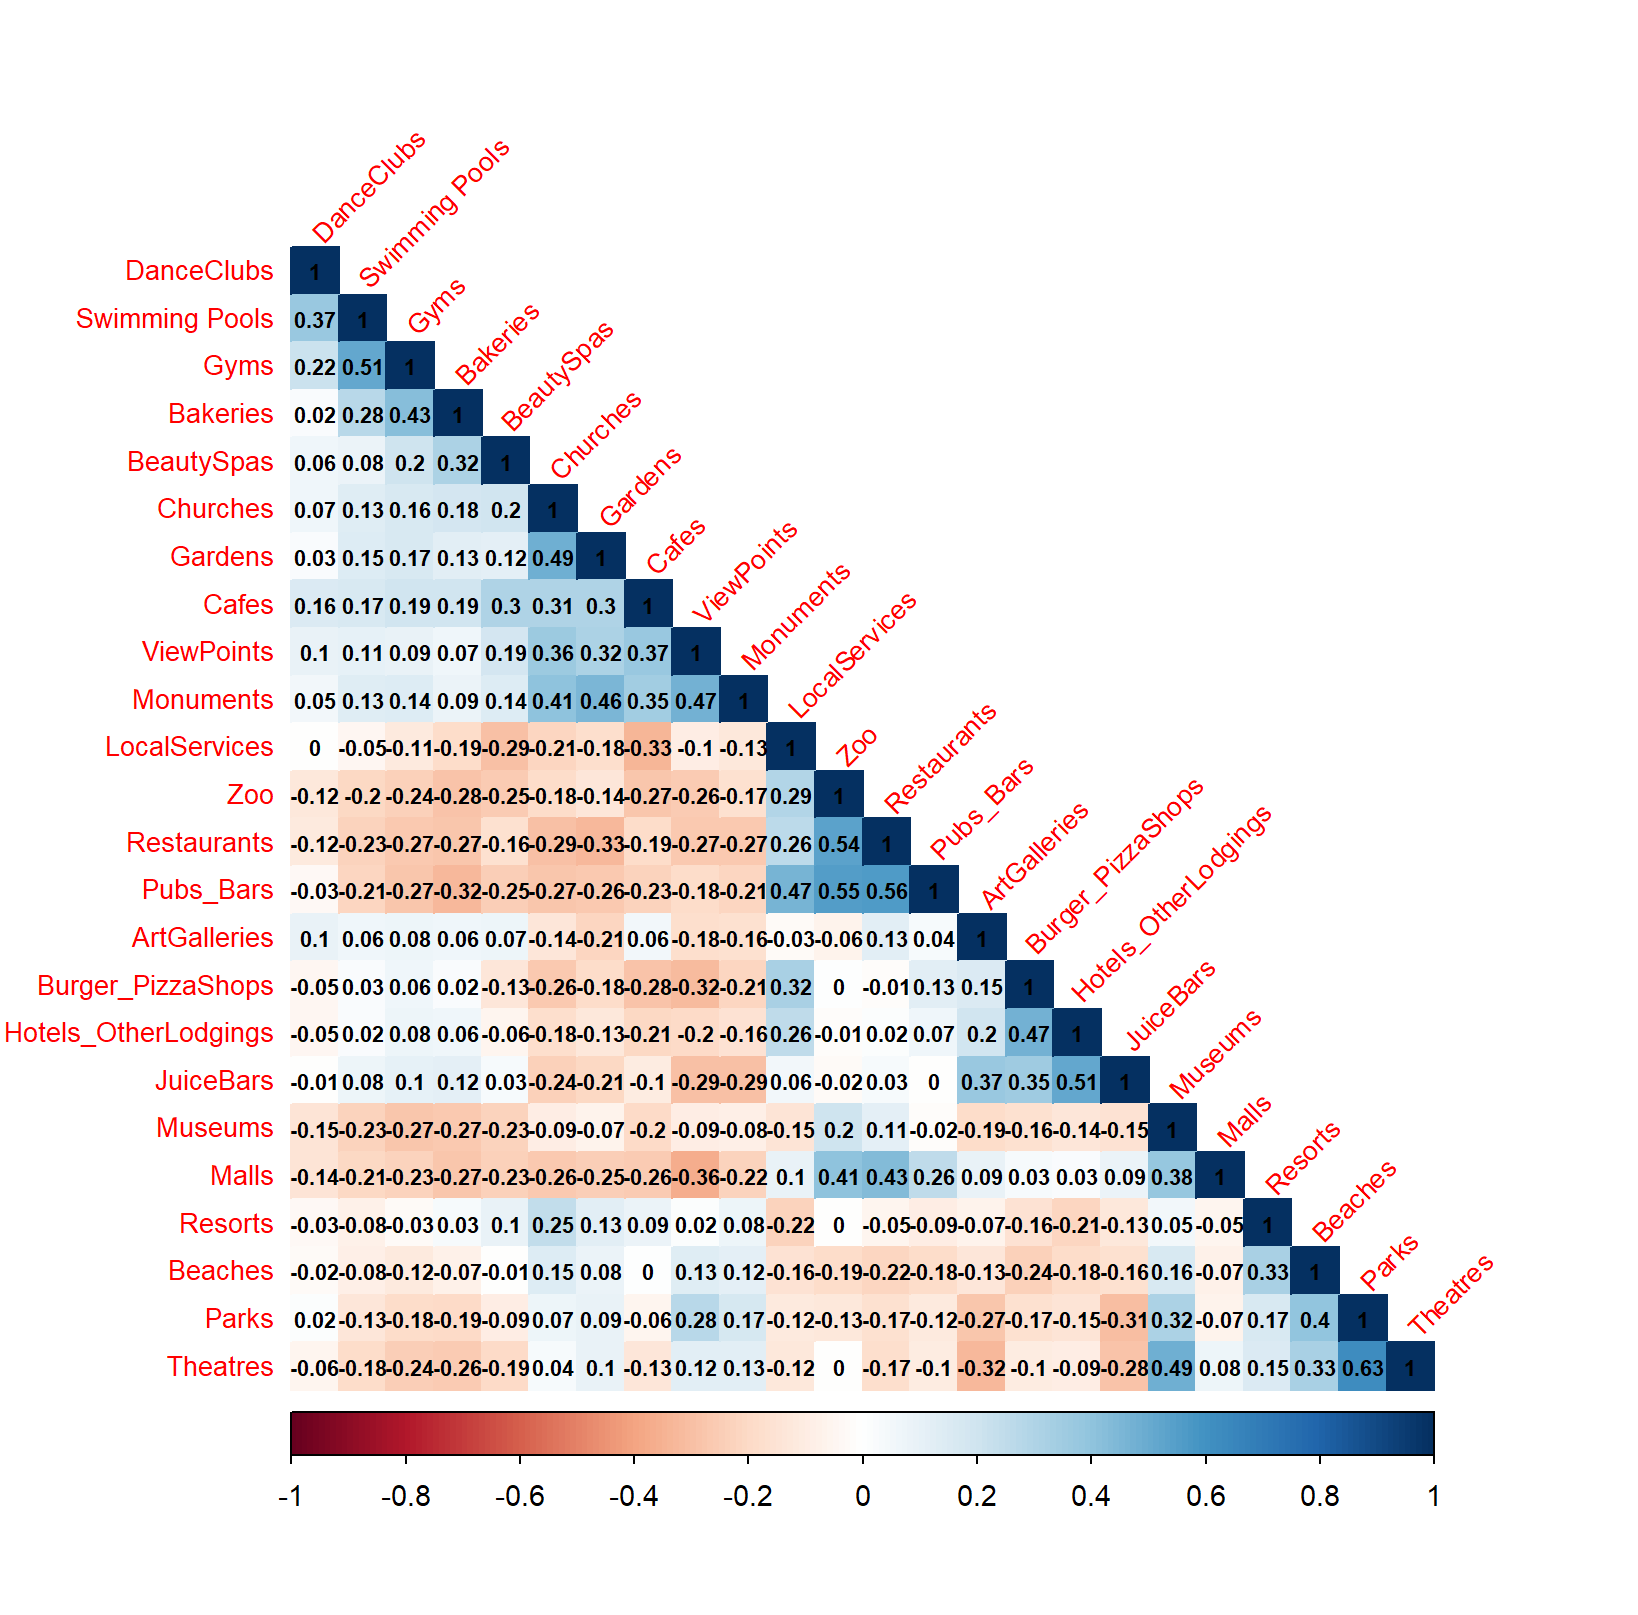 DanceClubs
Swimming Pools
Gyms
Bakeries
BeautySpas
Churches
Gardens
Cafes
ViewPoints
Monuments
LocalServices
Zoo
Restaurants
Pubs_Bars
ArtGalleries
Burger_PizzaShops
Hotels_OtherLodgings
JuiceBars
Museums
Malls
Resorts
Beaches
Parks
Theatres
DanceClubs 1
Swimming Pools 0.37 1
Gyms 0.22 0.51 1
Bakeries 0.02 0.28 0.43 1
BeautySpas 0.06 0.08 0.2 0.32 1
Churches 0.07 0.13 0.16 0.18 0.2 1
Gardens 0.03 0.15 0.17 0.13 0.12 0.49 1
Cafes 0.16 0.17 0.19 0.19 0.3 0.31 0.3 1
ViewPoints 0.1 0.11 0.09 0.07 0.19 0.36 0.32 0.37 1
Monuments 0.05 0.13 0.14 0.09 0.14 0.41 0.46 0.35 0.47 1
LocalServices 0 -0.05 -0.11 -0.19 -0.29 -0.21 -0.18 -0.33 -0.1 -0.13 1
Zoo -0.12 -0.2 -0.24 -0.28 -0.25 -0.18 -0.14 -0.27 -0.26 -0.17 0.29 1
Restaurants -0.12 -0.23 -0.27 -0.27 -0.16 -0.29 -0.33 -0.19 -0.27 -0.27 0.26 0.54 1
Pubs_Bars -0.03 -0.21 -0.27 -0.32 -0.25 -0.27 -0.26 -0.23 -0.18 -0.21 0.47 0.55 0.56 1
ArtGalleries 0.1 0.06 0.08 0.06 0.07 -0.14 -0.21 0.06 -0.18 -0.16 -0.03 -0.06 0.13 0.04 1
Burger_PizzaShops -0.05 0.03 0.06 0.02 -0.13 -0.26 -0.18 -0.28 -0.32 -0.21 0.32 0 -0.01 0.13 0.15 1
Hotels_OtherLodgings -0.05 0.02 0.08 0.06 -0.06 -0.18 -0.13 -0.21 -0.2 -0.16 0.26 -0.01 0.02 0.07 0.2 0.47 1
JuiceBars -0.01 0.08 0.1 0.12 0.03 -0.24 -0.21 -0.1 -0.29 -0.29 0.06 -0.02 0.03 0 0.37 0.35 0.51 1
Museums -0.15 -0.23 -0.27 -0.27 -0.23 -0.09 -0.07 -0.2 -0.09 -0.08 -0.15 0.2 0.11 -0.02 -0.19 -0.16 -0.14 -0.15 1
Malls -0.14 -0.21 -0.23 -0.27 -0.23 -0.26 -0.25 -0.26 -0.36 -0.22 0.1 0.41 0.43 0.26 0.09 0.03 0.03 0.09 0.38 1
Resorts -0.03 -0.08 -0.03 0.03 0.1 0.25 0.13 0.09 0.02 0.08 -0.22 0 -0.05 -0.09 -0.07 -0.16 -0.21 -0.13 0.05 -0.05 1
Beaches -0.02 -0.08 -0.12 -0.07 -0.01 0.15 0.08 0 0.13 0.12 -0.16 -0.19 -0.22 -0.18 -0.13 -0.24 -0.18 -0.16 0.16 -0.07 0.33 1
Parks 0.02 -0.13 -0.18 -0.19 -0.09 0.07 0.09 -0.06 0.28 0.17 -0.12 -0.13 -0.17 -0.12 -0.27 -0.17 -0.15 -0.31 0.32 -0.07 0.17 0.4 1
Theatres -0.06 -0.18 -0.24 -0.26 -0.19 0.04 0.1 -0.13 0.12 0.13 -0.12 0 -0.17 -0.1 -0.32 -0.1 -0.09 -0.28 0.49 0.08 0.15 0.33 0.63 1
-1 -0.8 -0.6 -0.4 -0.2 0 0.2 0.4 0.6 0.8 1